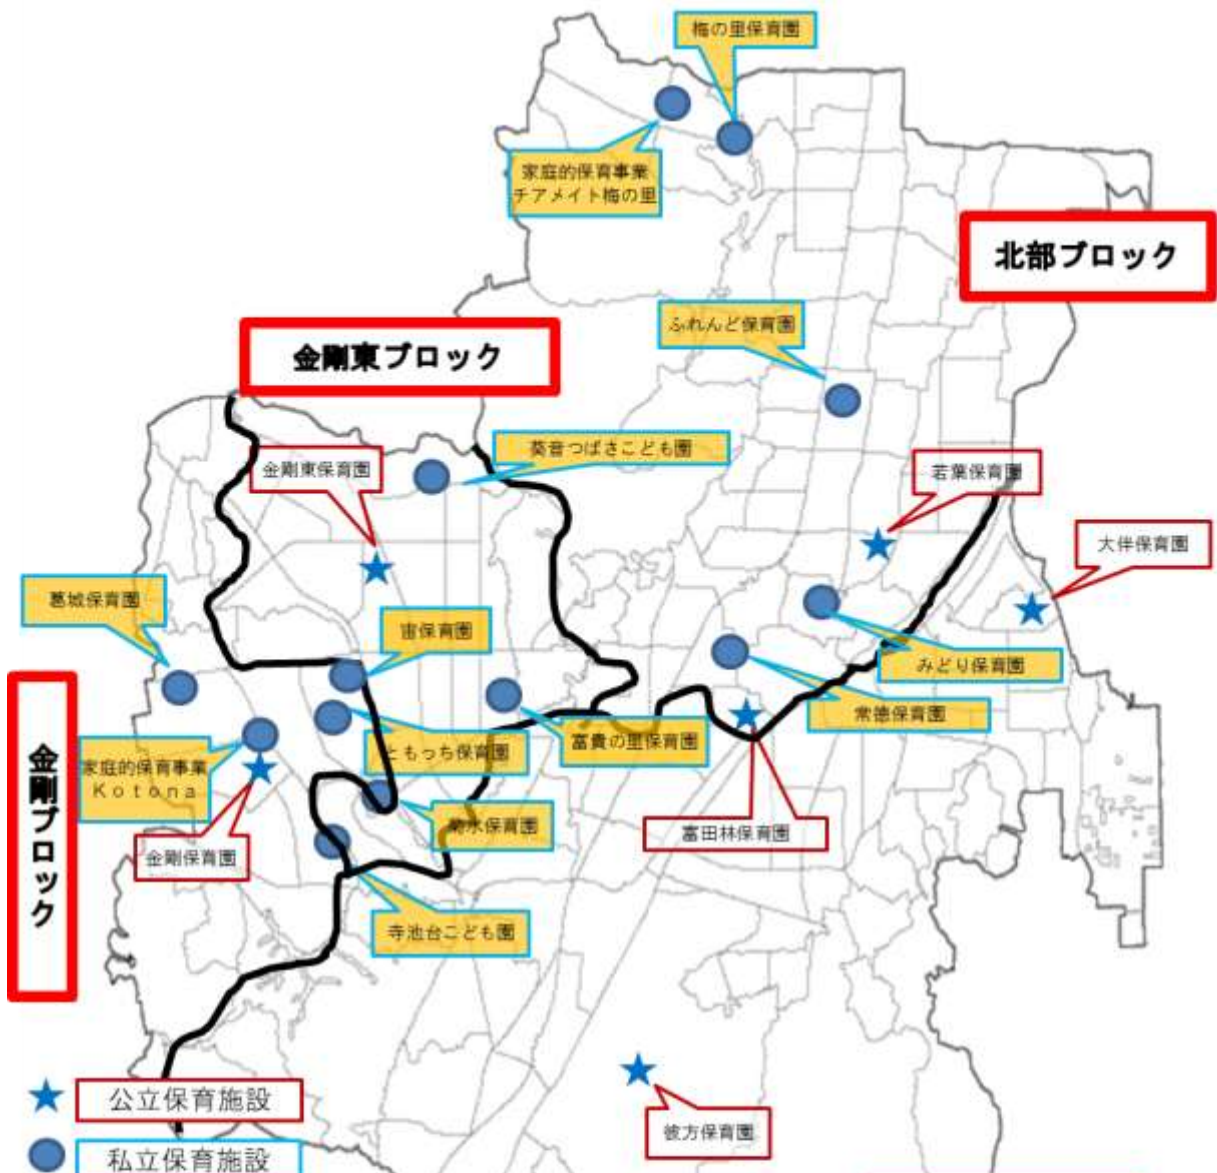 梅の里保育園
家庭的保育事業
チアメイト梅の里
北部ブロック
ふれんど保育園
金剛東ブロック
葵音つばさこども園
金剛東保育園
若葉保育園
大伴保育園
葛城保育園
宙保育園
みどり保育園
常徳保育園
富貴の里保育園
ともっち保育園
金剛ブロック
家庭的保育事業
Kotona
菊水保育園
富田林保育園
金剛保育園
寺池台こども園
彼方保育園
公立保育施設
私立保育施設